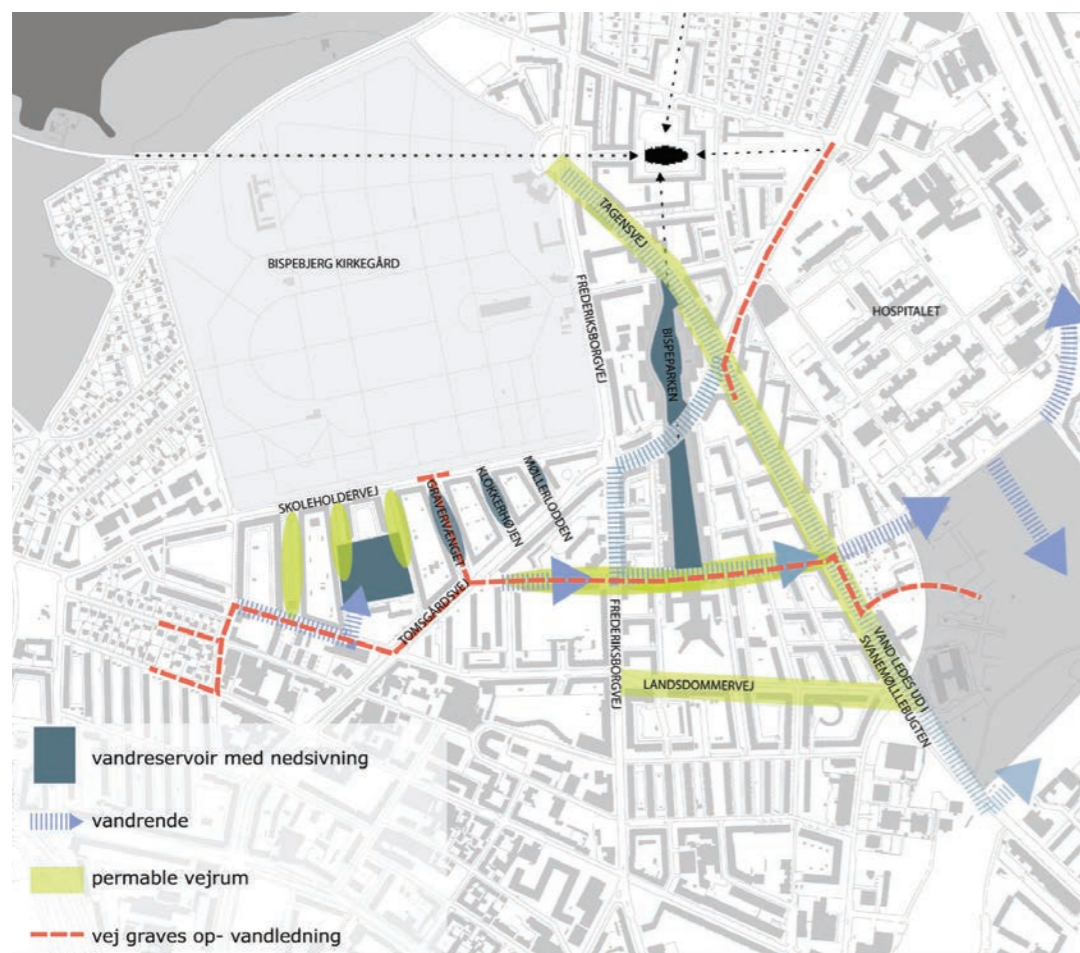 TAGENSVEJ
BISPEBJERG KIRKEGÅRD
FREDERIKSBORGVEJ
HOSPITALET
BISPEPARKEN
MØLLERLODDEN
KLOKKERHØJEN
GRAVERVÆNGET
SKOLEHOLDERVEJ
TOMSGÅRDSVEJ
FREDERIKSBORGVEJ
LANDSDOMMERVEJ
VAND LEDES UD I
SVANEMØLLEBUGTEN
vandreservoir med nedsivning
vandrende
permable vejrum
vej graves op- vandledning